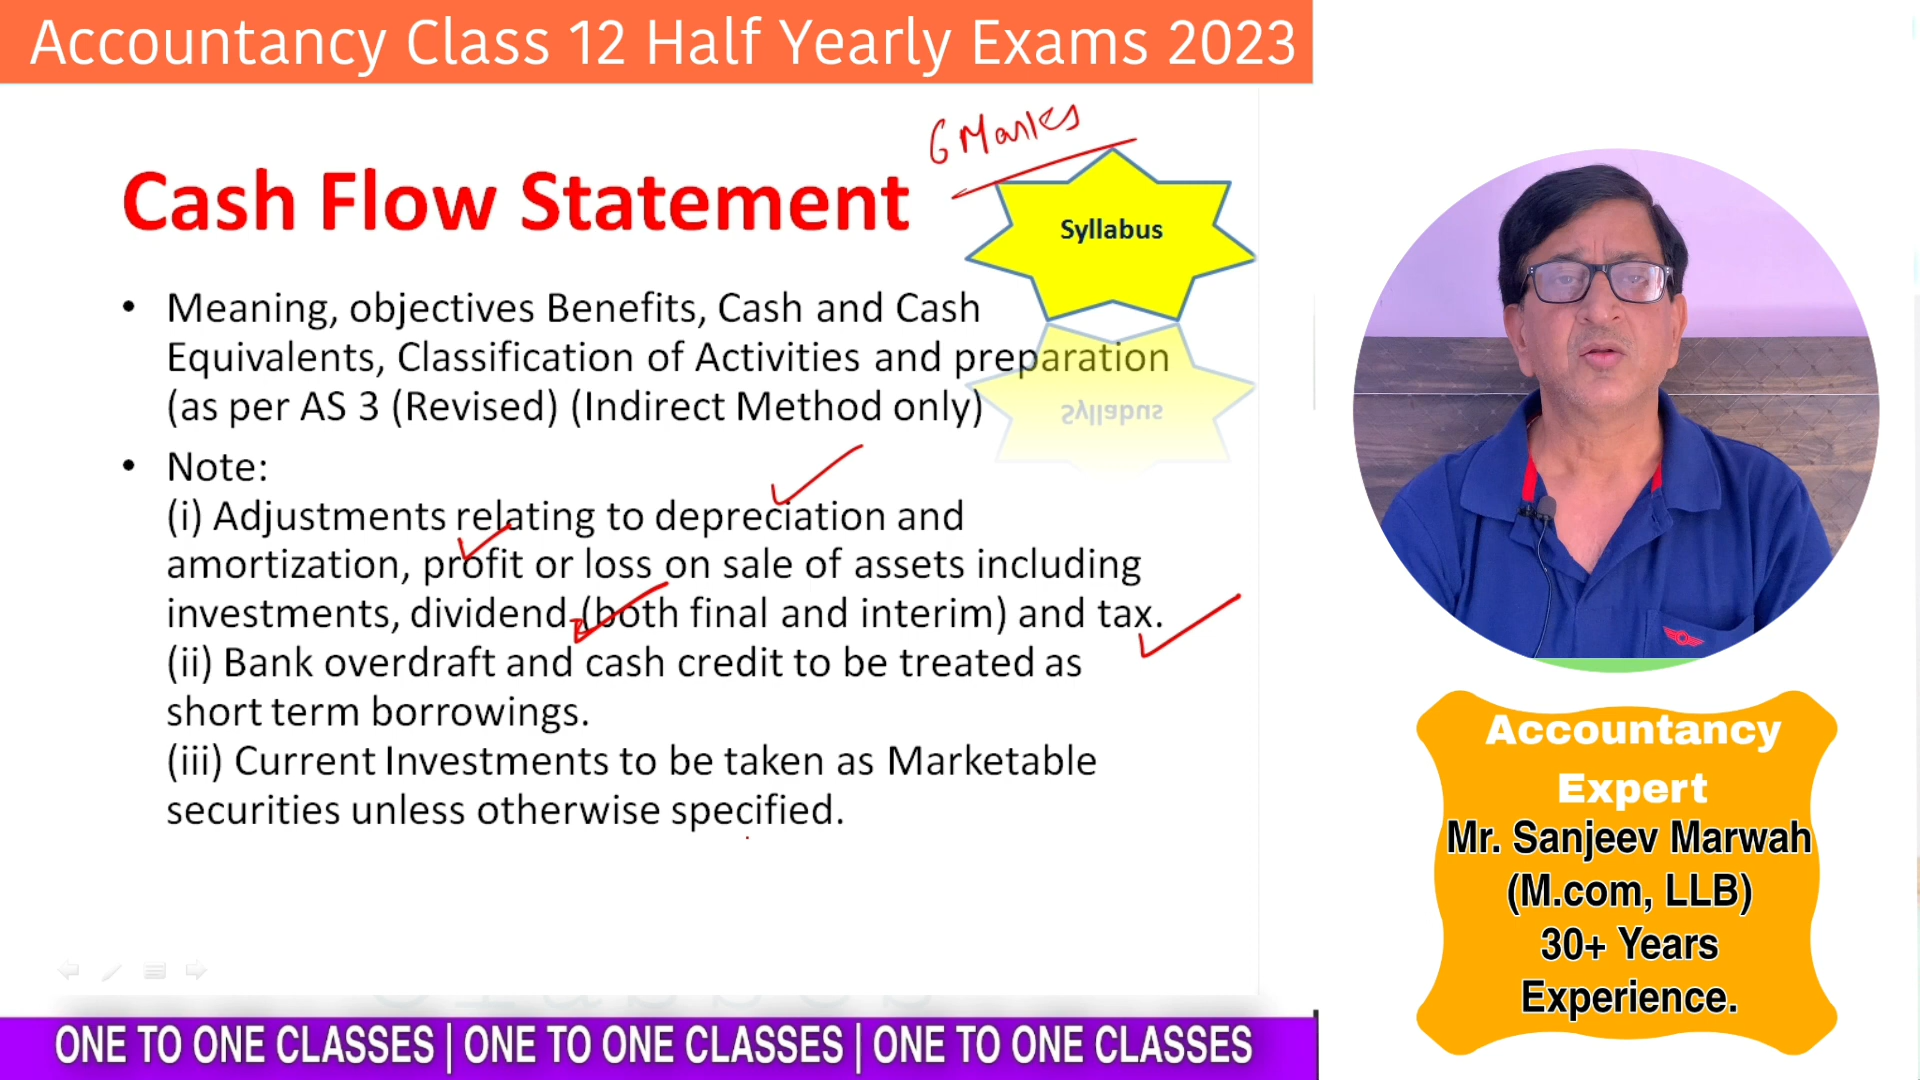 Accountancy Class 12 Half Yearly Exams 2023
6 Marks
Cash Flow Statement
Syllabus
• Meaning, objectives Benefits, Cash and Cash
Equivalents, Classification of Activities and preparation
(as per AS 3 (Revised) (Indirect Method only)
Syllabus
• Note:
(i) Adjustments relating to depreciation and
amortization, profit or loss on sale of assets including
investments, dividend (both final and interim) and tax.
(ii) Bank overdraft and cash credit to be treated as
short term borrowings.
(iii) Current Investments to be taken as Marketable
securities unless otherwise specified.
Accountancy
Expert
Mr. Sanjeev Marwah
(M.com, LLB)
30+ Years
Experience.
ONE TO ONE CLASSES | ONE TO ONE CLASSES | ONE TO ONE CLASSES